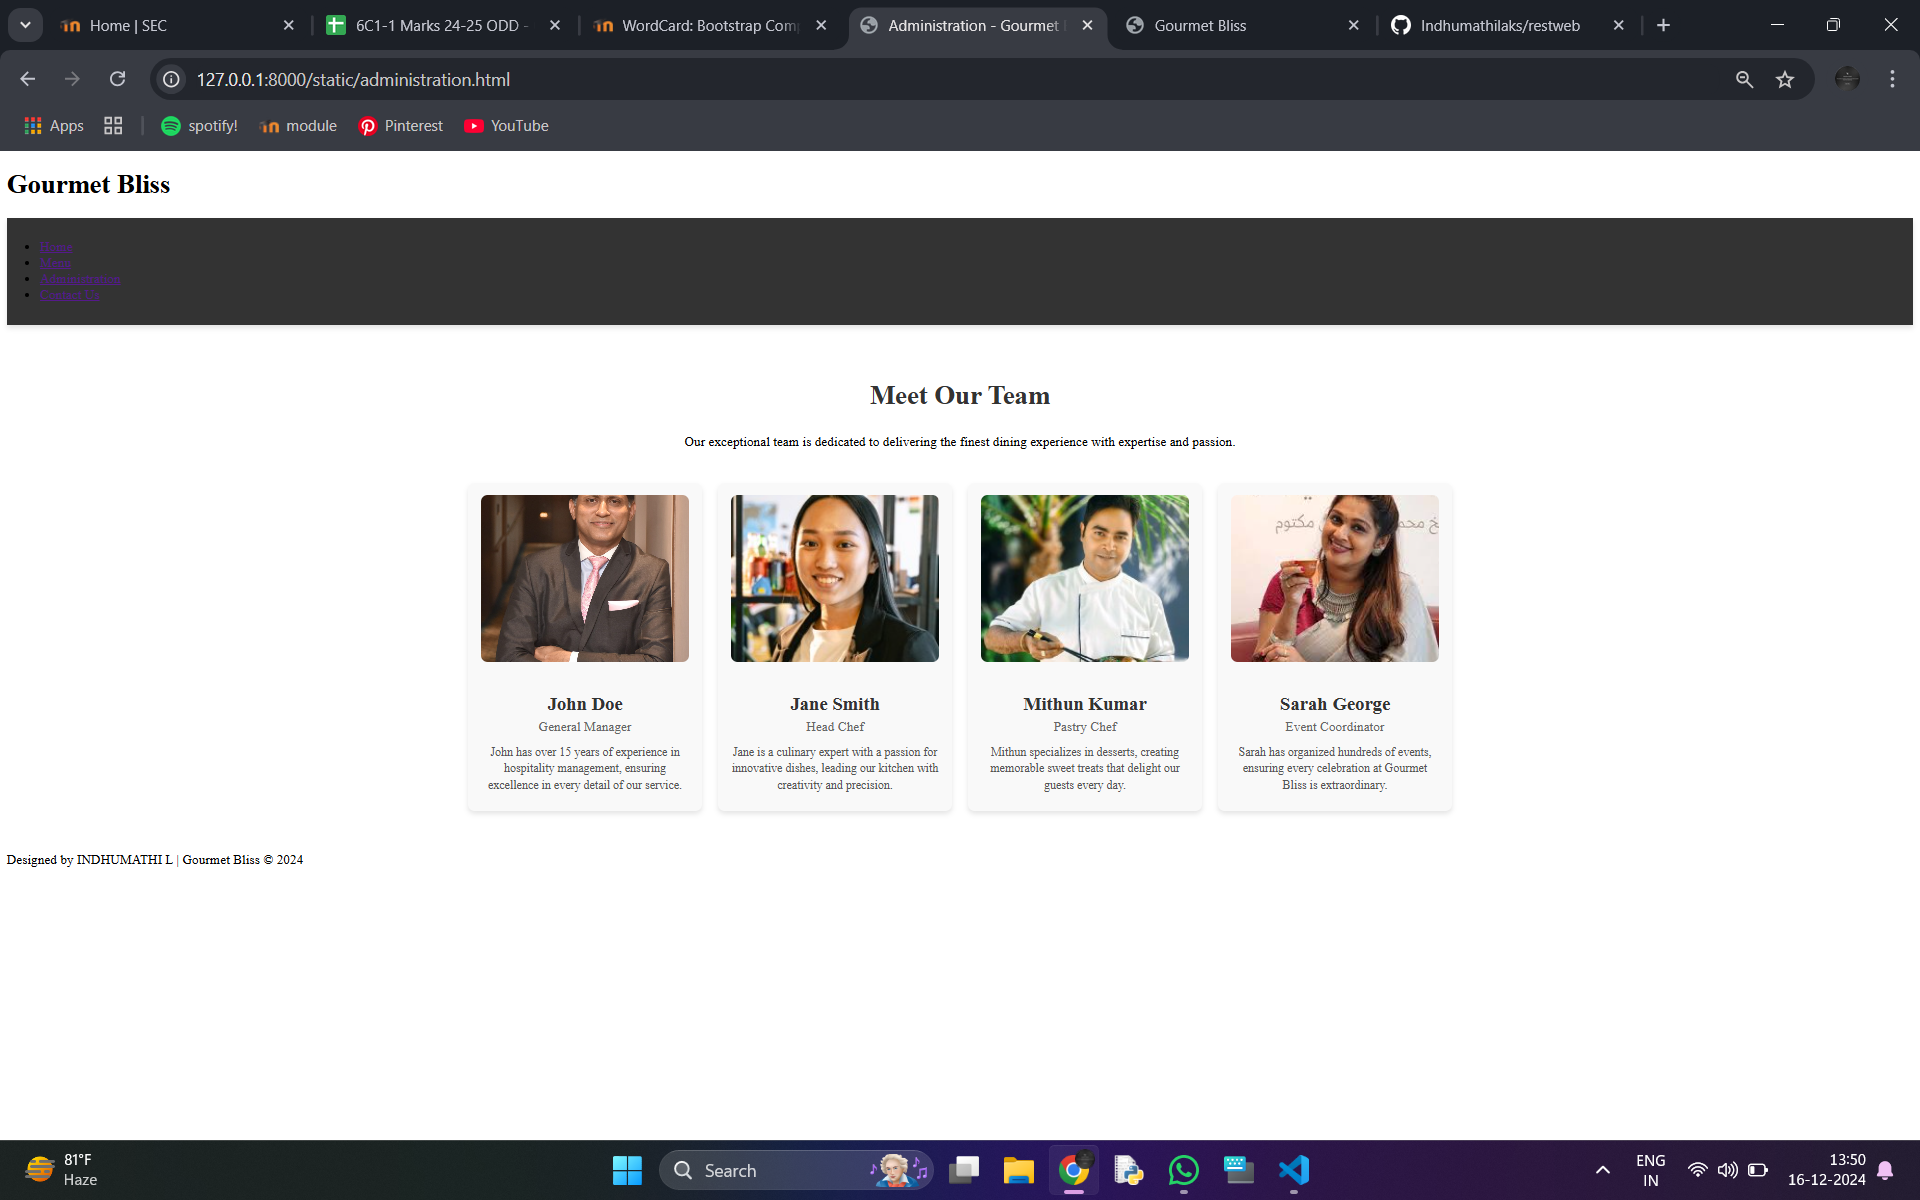 Home | SEC
6C1-1 Marks 24-25 ODD -
WordCard: Bootstrap Com
Administration - Gourmet
Gourmet Bliss
Indhumathilaks/restweb
127.0.0.1:8000/static/administration.html
Apps
spotify!
module
Pinterest
YouTube
Gourmet Bliss
Home
Menu
Administration
Contact Us
Meet Our Team
Our exceptional team is dedicated to delivering the finest dining experience with expertise and passion.
John Doe
General Manager
John has over 15 years of experience in
hospitality management, ensuring
excellence in every detail of our service.
Jane Smith
Head Chef
Jane is a culinary expert with a passion for
innovative dishes, leading our kitchen with
creativity and precision.
Mithun Kumar
Pastry Chef
Mithun specializes in desserts, creating
memorable sweet treats that delight our
guests every day.
مكتوم
Sarah George
Event Coordinator
Sarah has organized hundreds of events,
ensuring every celebration at Gourmet
Bliss is extraordinary.
Designed by INDHUMATHI L | Gourmet Bliss © 2024
81°F
Haze
Search
ENG
IN
13:50
16-12-2024